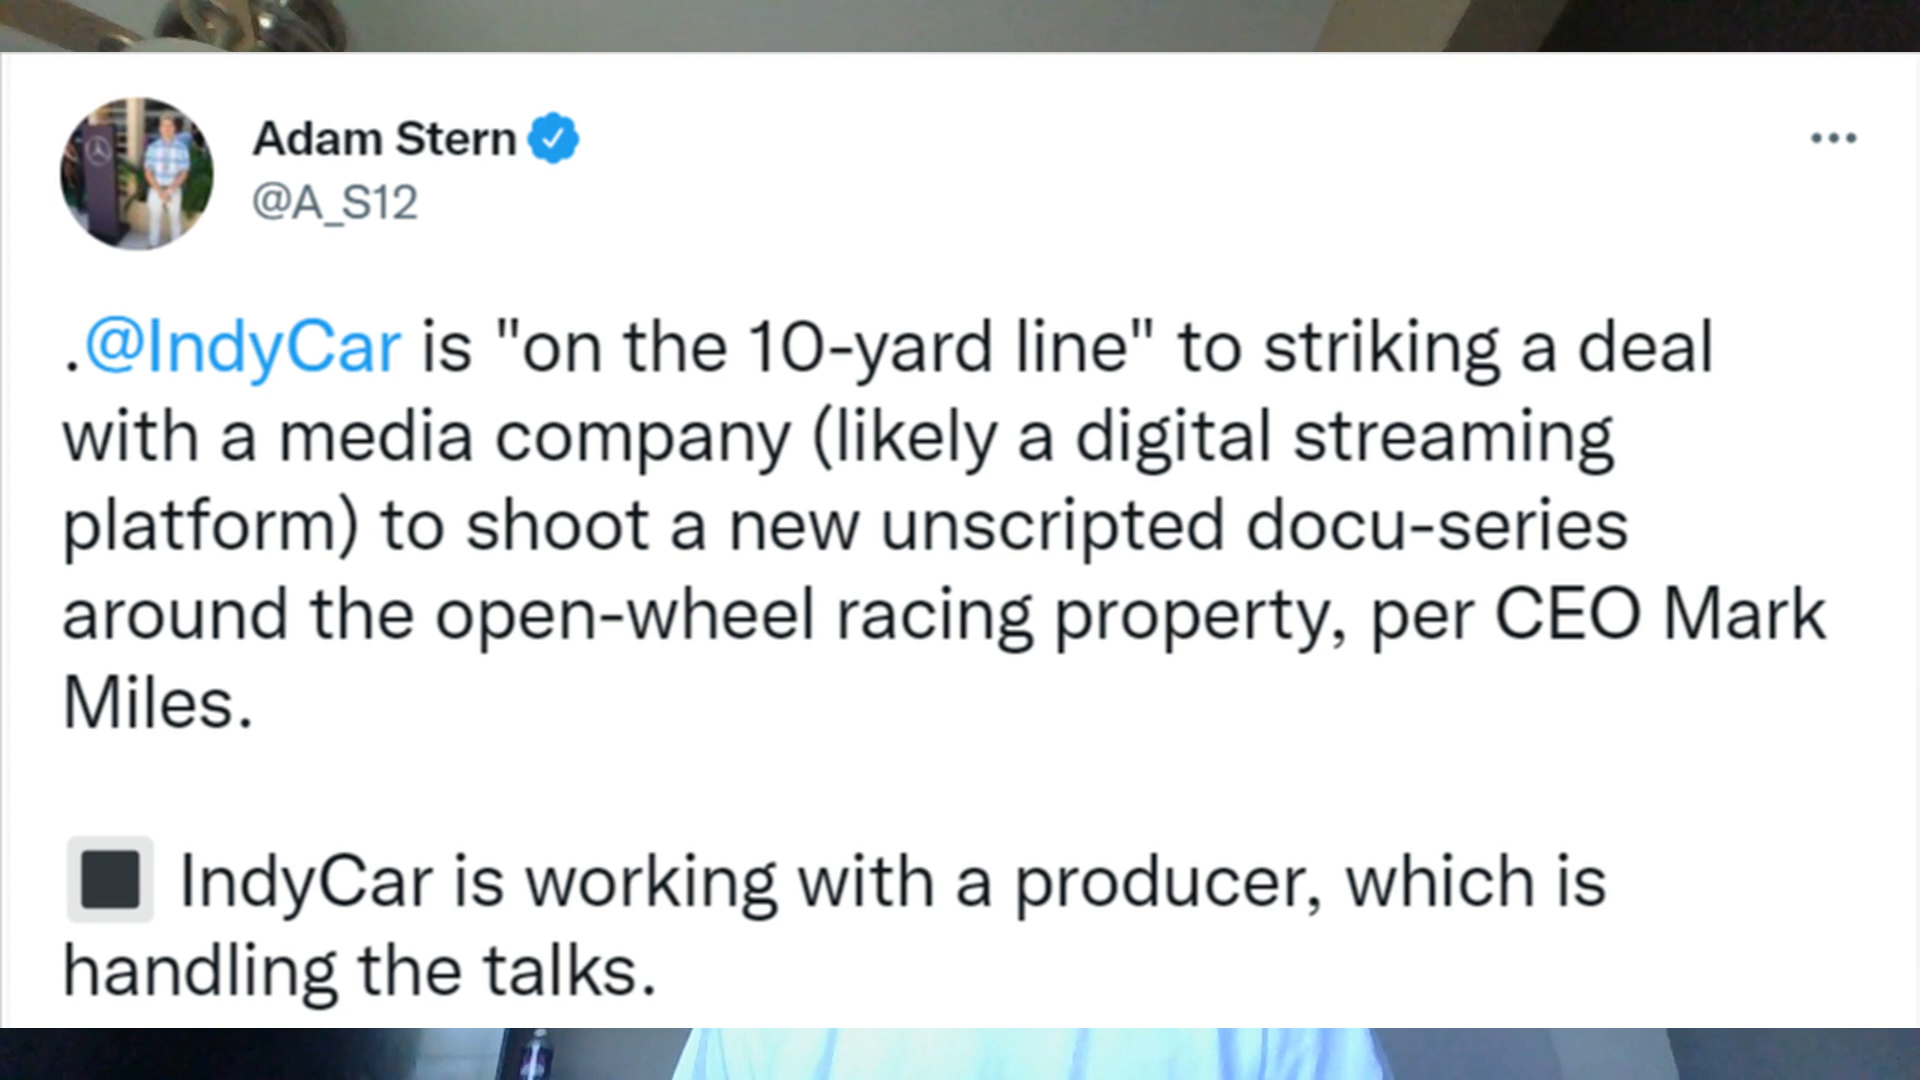 Adam Stern
@A_S12
.@IndyCar is "on the 10-yard line" to striking a deal
with a media company (likely a digital streaming
platform) to shoot a new unscripted docu-series
around the open-wheel racing property, per CEO Mark
Miles.
IndyCar is working with a producer, which is
handling the talks.